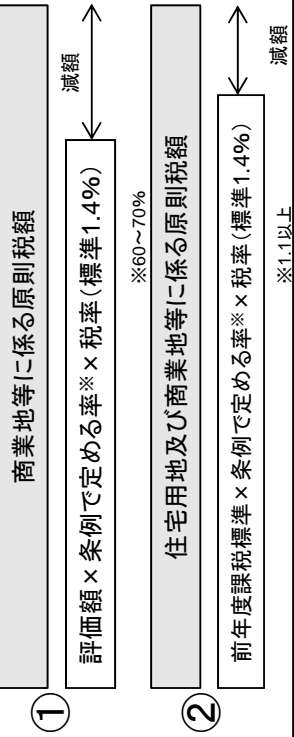 ①
商業地等に係る原則税額
評価額×条例で定める率※×税率(標準1.4%)
減額
※60~70%
②
住宅用地及び商業地等に係る原則税額
前年度課税標準×条例で定める率※×税率(標準1.4%)
減額
※1.1以上